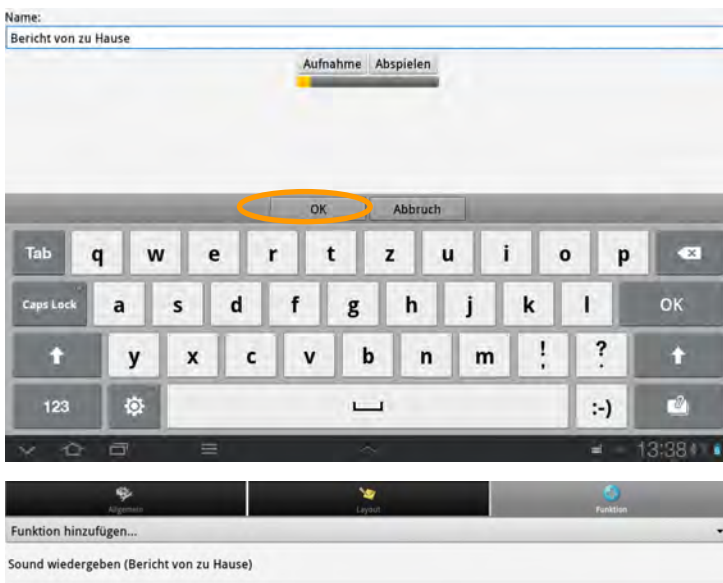 Name:
Bericht von zu Hause
Aufnahme Abspielen
OK Abbruch
Tab q w e r t z u i o p
Caps Lock a s d f g h j k l OK
y x c v b n m ! , ? .
123 :-)
13:38
Allgemein Layout Funktion
Funktion hinzufügen...
Sound wiedergeben (Bericht von zu Hause)